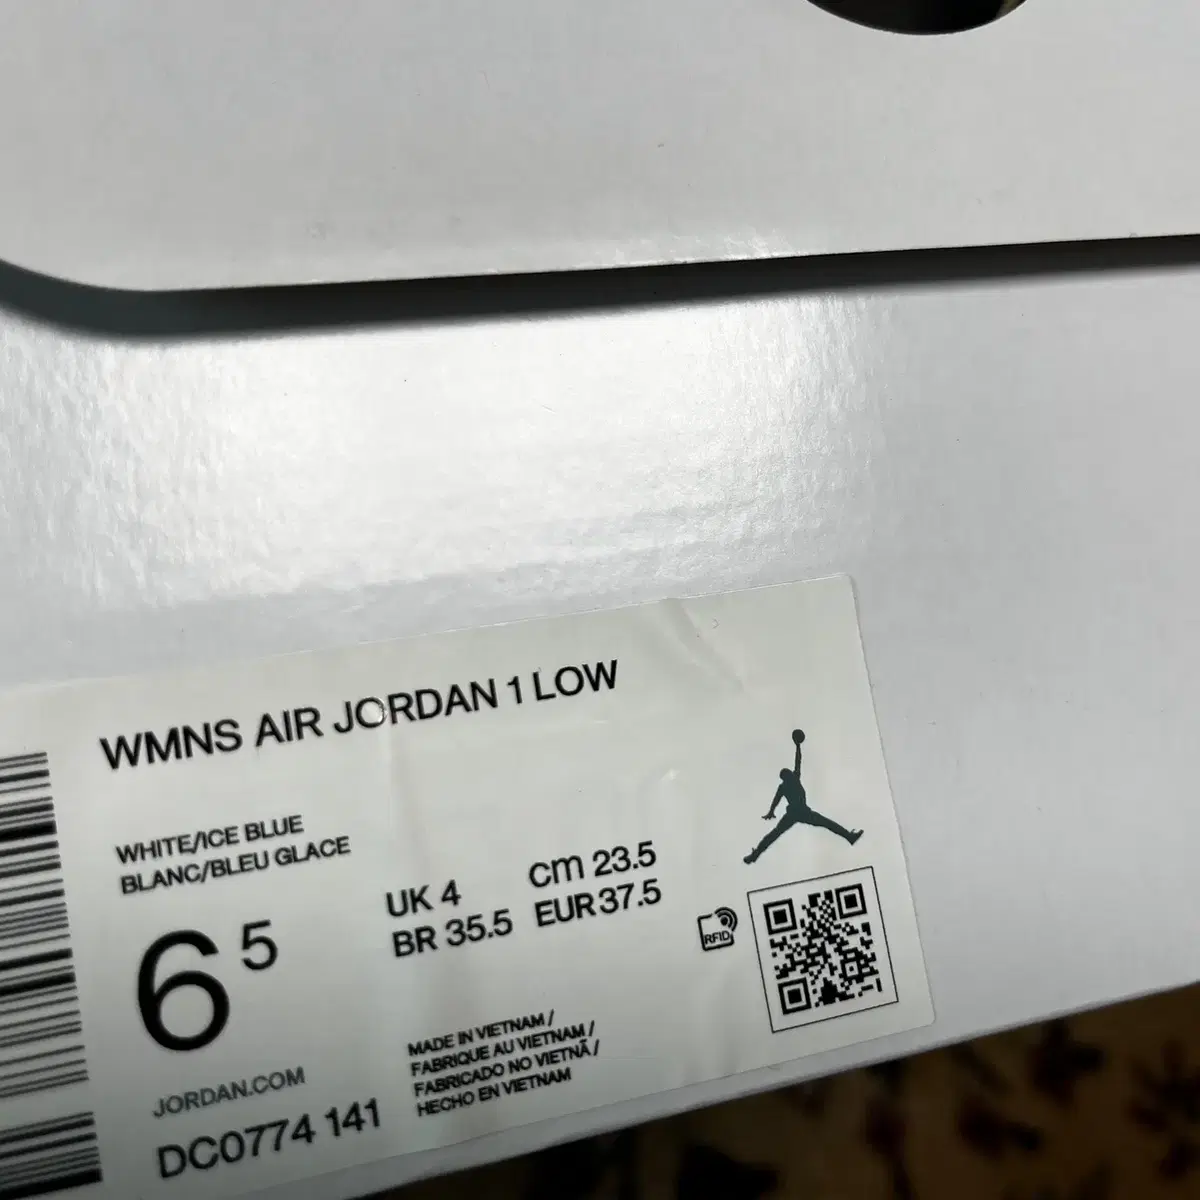 WMNS AIR JORDAN 1 LOW
WHITE/ICE BLUE
BLANC/BLEU GLACE
6 5
UK 4
BR 35.5
cm 23.5
EUR 37.5
RFID
MADE IN VIETNAM /
FABRIQUE AU VIETNAM /
FABRICADO NO VIETNÃ /
HECHO EN VIETNAM
JORDAN.COM
DC0774 141